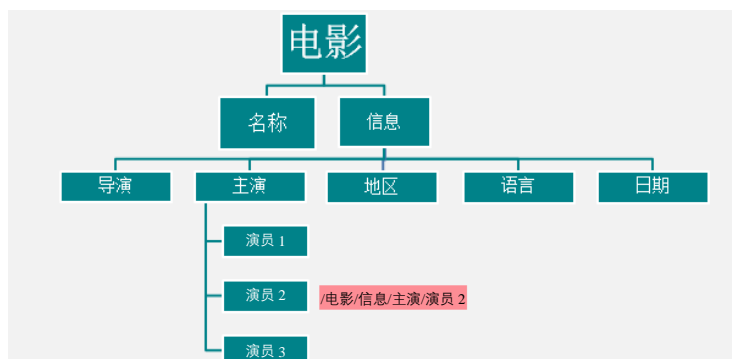 电影
名称
信息
导演
主演
地区
语言
日期
演员 1
演员 2
/电影/信息/主演/演员 2
演员 3